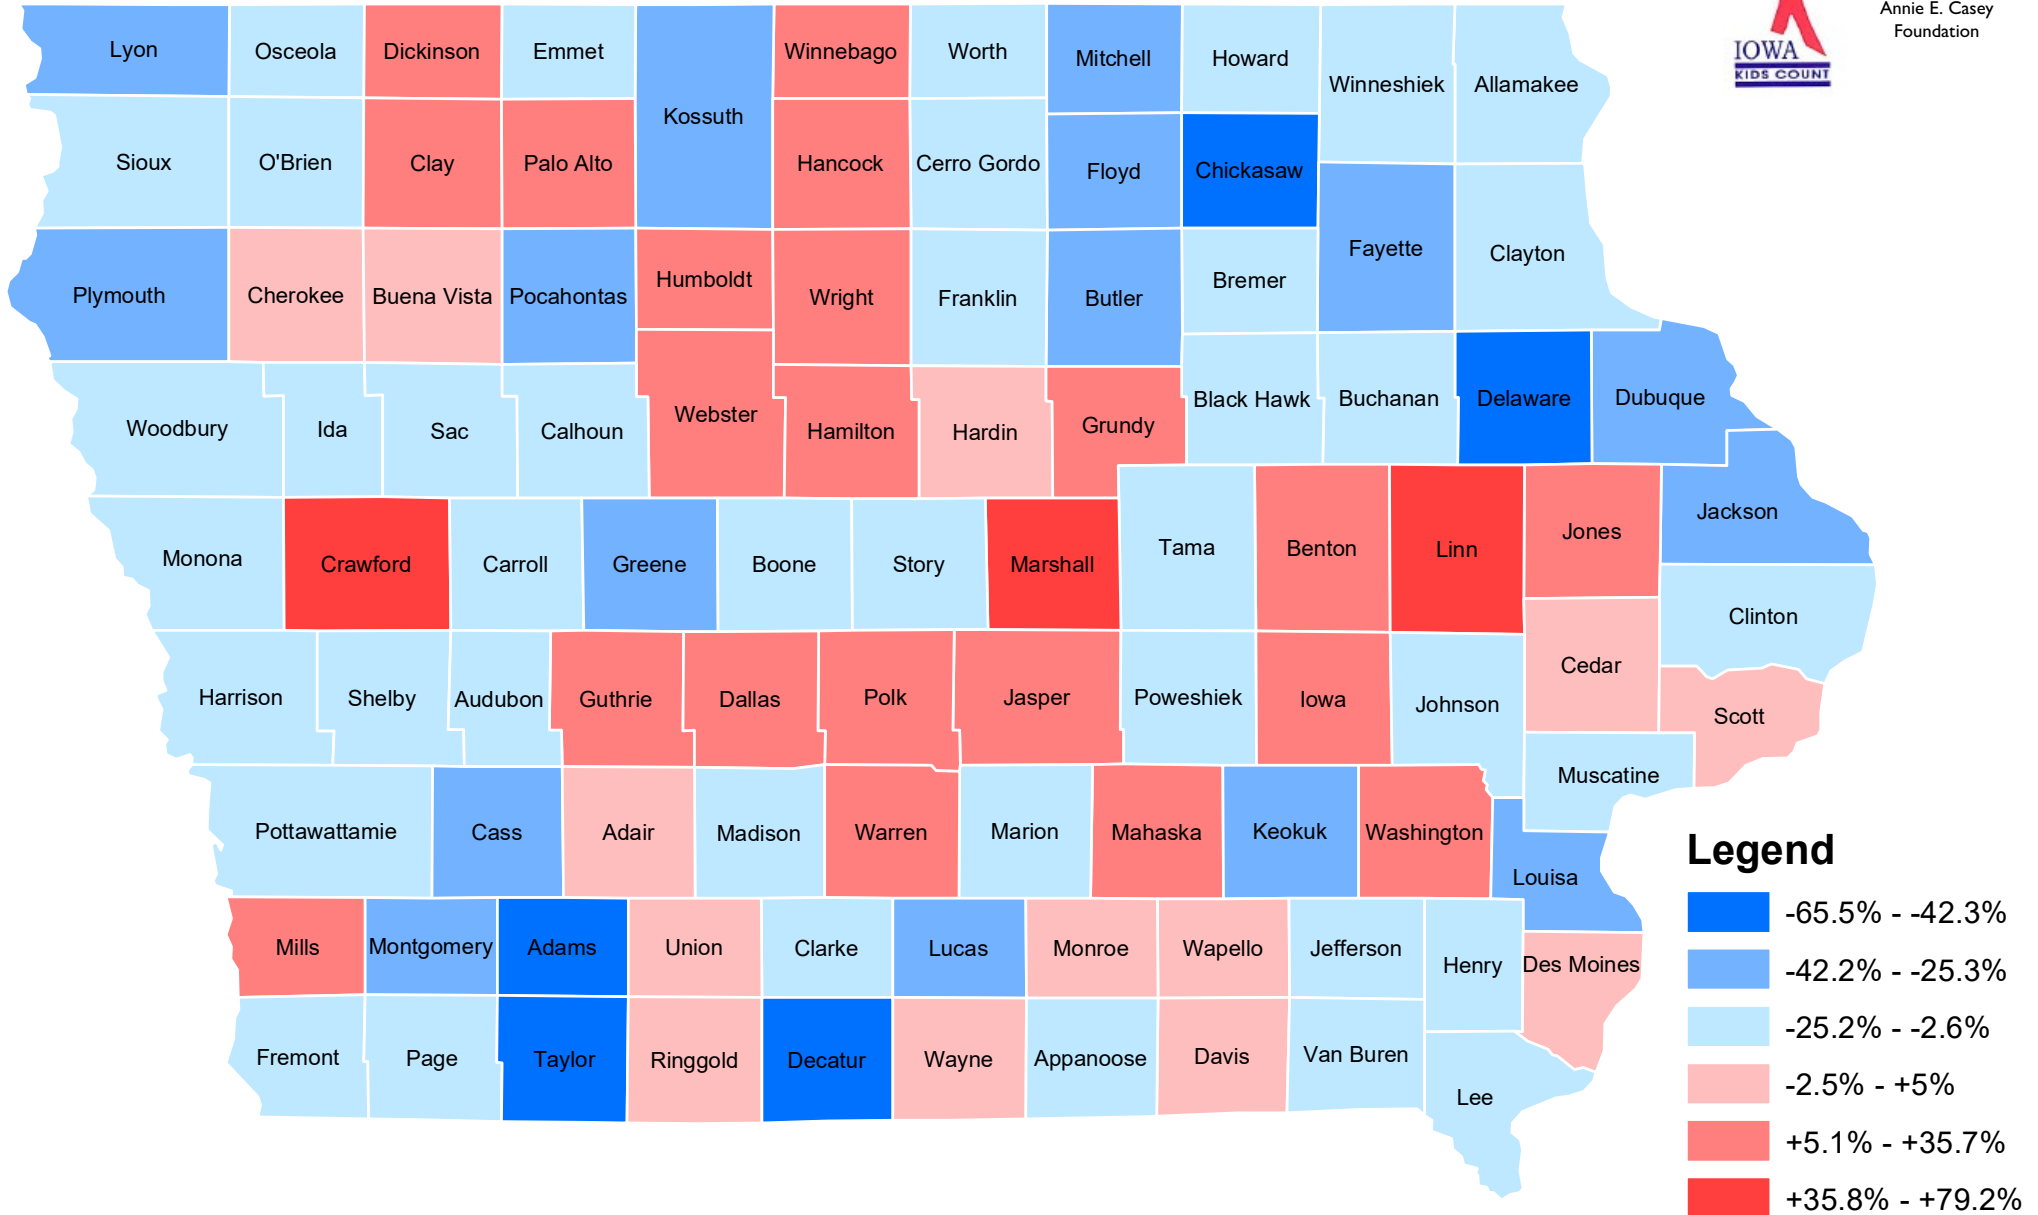 Annie E. Casey
Foundation
IOWA
KIDS COUNT
Lyon
Osceola
Dickinson
Emmet
Kossuth
Winnebago
Worth
Mitchell
Howard
Winneshiek
Allamakee
Sioux
O'Brien
Clay
Palo Alto
Hancock
Cerro Gordo
Floyd
Chickasaw
Plymouth
Cherokee
Buena Vista
Pocahontas
Humboldt
Wright
Franklin
Butler
Bremer
Fayette
Clayton
Woodbury
Ida
Sac
Calhoun
Webster
Hamilton
Hardin
Grundy
Black Hawk
Buchanan
Delaware
Dubuque
Monona
Crawford
Carroll
Greene
Boone
Story
Marshall
Tama
Benton
Linn
Jones
Jackson
Clinton
Harrison
Shelby
Audubon
Guthrie
Dallas
Polk
Jasper
Poweshiek
Iowa
Johnson
Cedar
Scott
Muscatine
Pottawattamie
Cass
Adair
Madison
Warren
Marion
Mahaska
Keokuk
Washington
Louisa
Mills
Montgomery
Adams
Union
Clarke
Lucas
Monroe
Wapello
Jefferson
Henry
Des Moines
Fremont
Page
Taylor
Ringgold
Decatur
Wayne
Appanoose
Davis
Van Buren
Lee
Legend
-65.5% - -42.3%
-42.2% - -25.3%
-25.2% - -2.6%
-2.5% - +5%
+5.1% - +35.7%
+35.8% - +79.2%